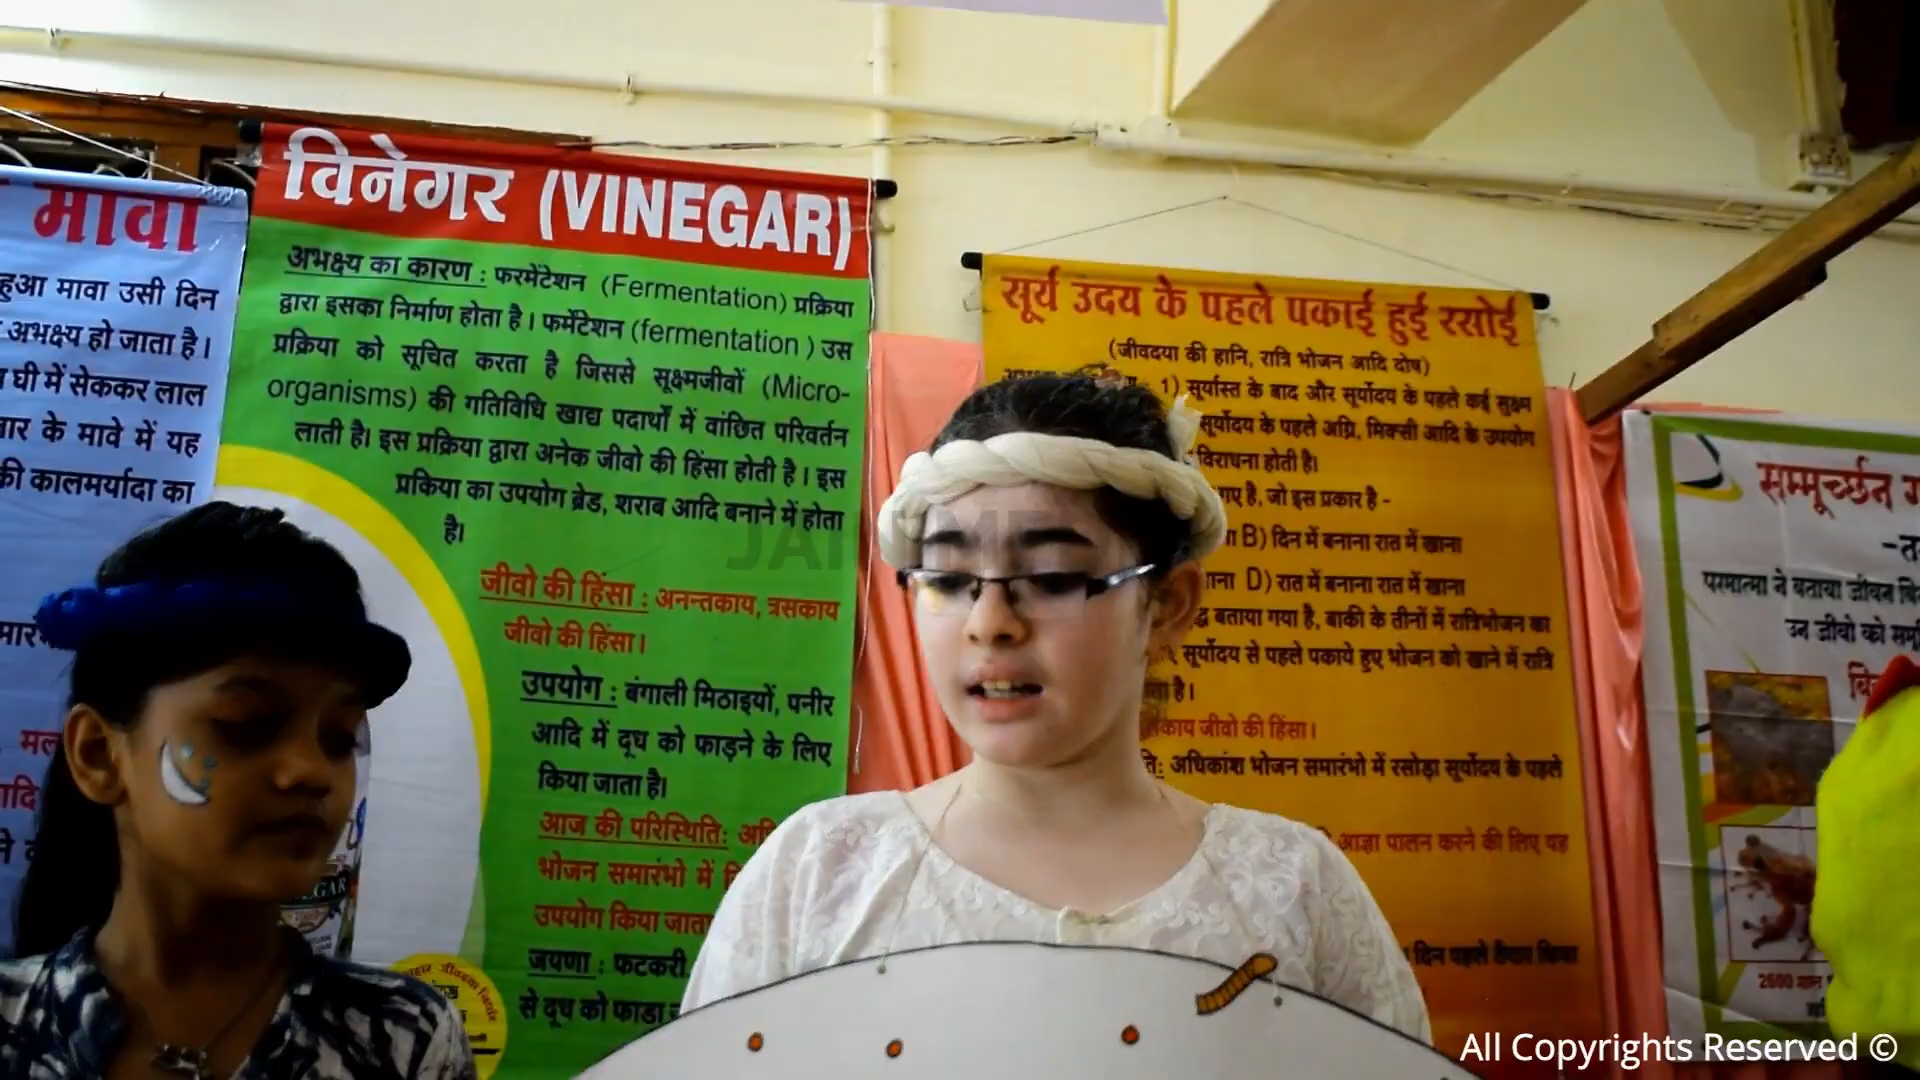 मावा
हुआ मावा उसी दिन
अभक्ष्य हो जाता है।
घी में सेककर लाल
के मावे में यह
की कालमर्यादा का
विनेगर (VINEGAR)
अभक्ष्य का कारण : फरमेंटेशन (Fermentation) प्रक्रिया
द्वारा इसका निर्माण होता है। फर्मेंटेशन (fermentation ) उस
प्रक्रिया को सूचित करता है जिससे सूक्ष्मजीवों (Micro-
organisms) की गतिविधि खाद्य पदार्थों में वांछित परिवर्तन
लाती है। इस प्रक्रिया द्वारा अनेक जीवो की हिंसा होती है। इस
प्रकिया का उपयोग ब्रेड, शराब आदि बनाने में होता
है।
जीवो की हिंसा : अनन्तकाय, त्रसकाय
जीवो की हिंसा।
उपयोग : बंगाली मिठाइयों, पनीर
आदि में दूध को फाड़ने के लिए
किया जाता है।
आज की परिस्थिति:
भोजन समारंभो में
उपयोग किया जाता
जयणा : फटकरी,
से दूध को फाडा
सूर्य उदय के पहले पकाई हुई रसोई
(जीवदया की हानि, रात्रि भोजन आदि दोष)
1) सूर्यास्त के बाद और सूर्योदय के पहले कई सुक्ष्म
सूर्योदय के पहले अग्नि, मिक्सी आदि के उपयोग
विराधना होती है।
है, जो इस प्रकार है -
B) दिन में बनाना रात में खाना
D) रात में बनाना रात में खाना
बताया गया है, बाकी के तीनों में रात्रिभोजन का
सूर्योदय से पहले पकाये हुए भोजन को खाने में रात्रि
है।
जीवो की हिंसा।
अधिकांश भोजन समारंभो में रसोड़ा सूर्योदय के पहले
आज्ञा पालन करने की लिए यह
दिन पहले तैयार किया
सम्मूर्च्छन
परमात्मा ने बताया जीवन
उन जीवो को
All Copyrights Reserved ©